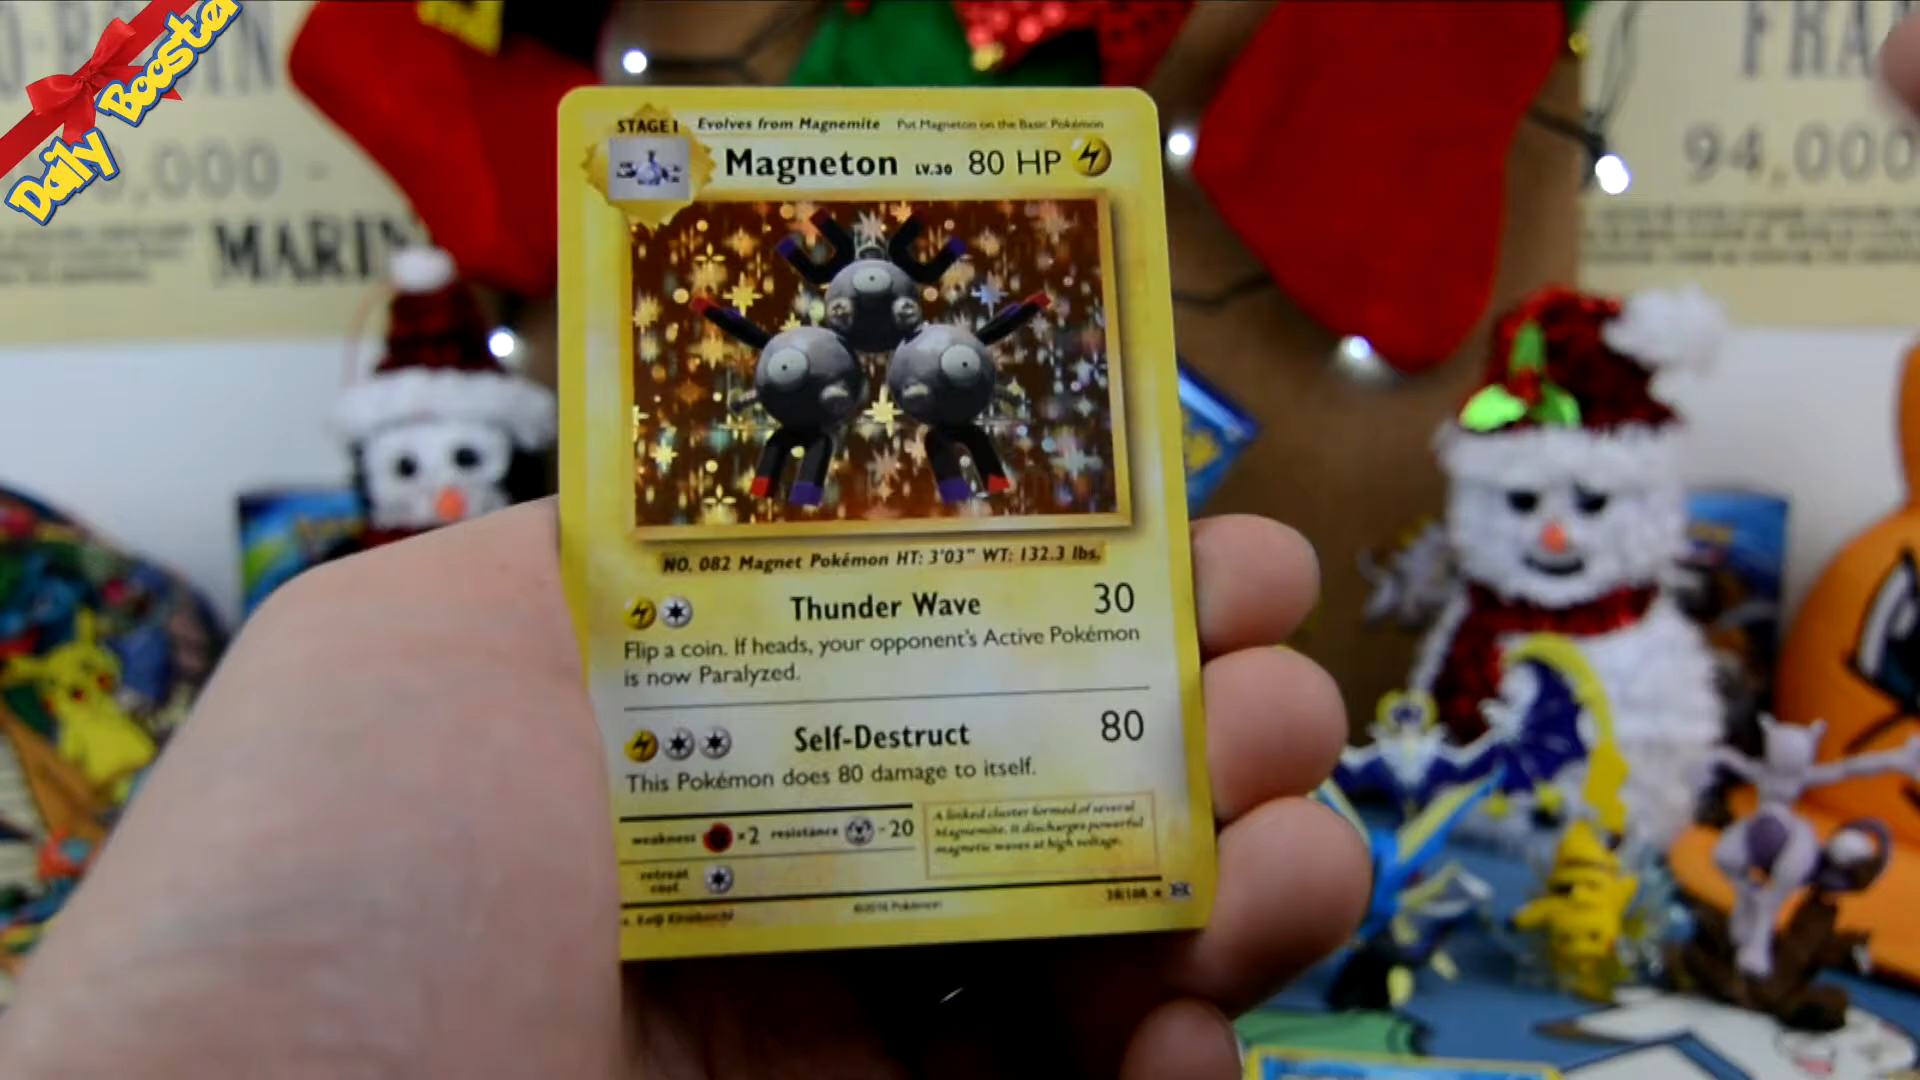 Daily Booster
MARIN
FRA
94,000
,000
STAGE 1 Evolves from Magnemite Put Magneton on the Basic Pokémon
Magneton LV.30 80 HP
NO. 082 Magnet Pokémon HT: 3'03" WT: 132.3 lbs.
Thunder Wave 30
Flip a coin. If heads, your opponent's Active Pokémon
is now Paralyzed.
Self-Destruct 80
This Pokémon does 80 damage to itself.
weakness ×2 resistance -20
A linked cluster formed of several
Magnemite. It discharges powerful
magnetic waves at high voltage.
retreat
cost
©2016 Pokémon